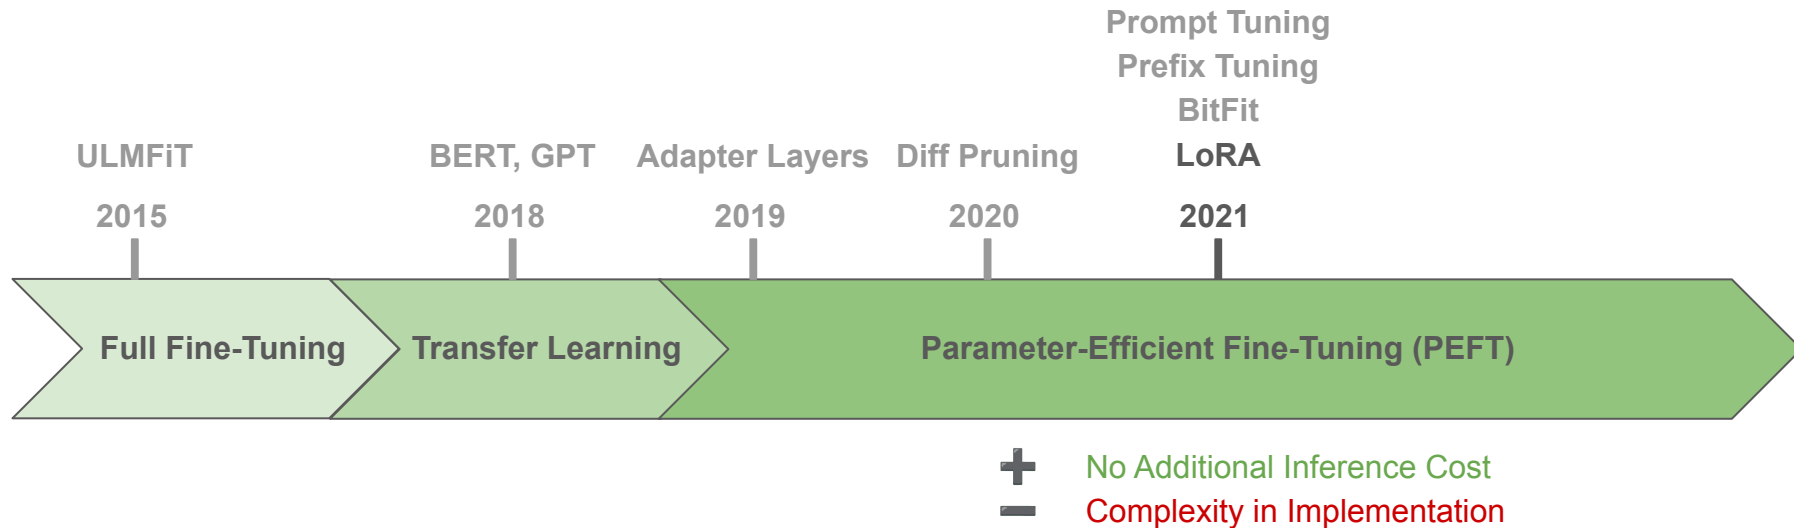 Prompt Tuning
Prefix Tuning
BitFit
ULMFiT
BERT, GPT
Adapter Layers
Diff Pruning
LoRA
2015
2018
2019
2020
2021
Full Fine-Tuning
Transfer Learning
Parameter-Efficient Fine-Tuning (PEFT)
No Additional Inference Cost
Complexity in Implementation